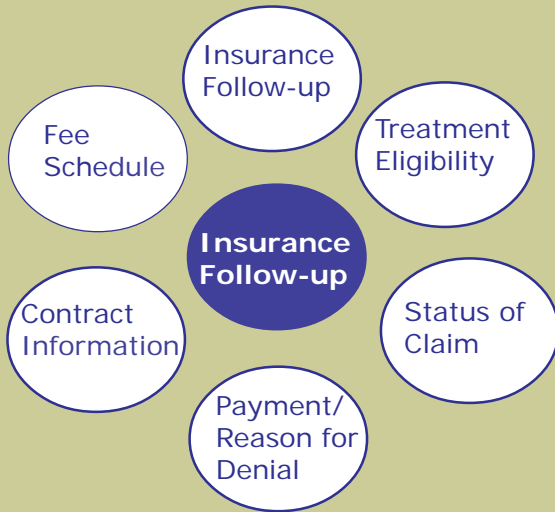 Insurance
Follow-up
Treatment
Eligibility
Fee
Schedule
Insurance
Follow-up
Status of
Claim
Contract
Information
Payment/
Reason for
Denial